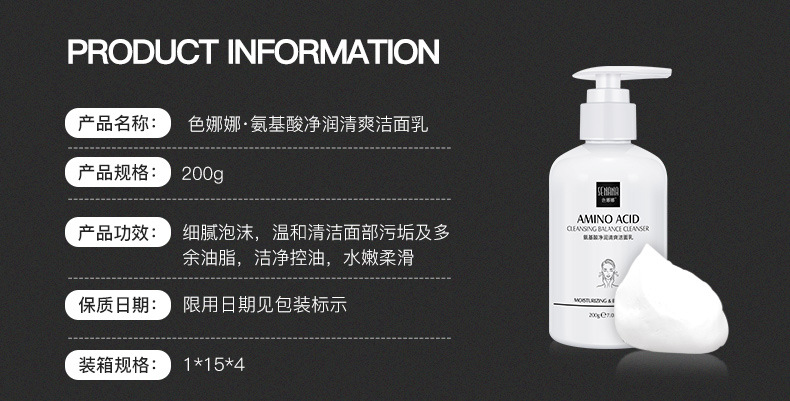 PRODUCT INFORMATION
产品名称： 色娜娜·氨基酸净润清爽洁面乳
产品规格： 200g
产品功效： 细腻泡沫，温和清洁面部污垢及多
余油脂，洁净控油，水嫩柔滑
保质日期： 限用日期见包装标示
装箱规格： 1*15*4
SENANA
色娜娜
AMINO ACID
CLEANSING BALANCE CLEANSER
氨基酸净润清爽洁面乳
MOISTURIZING &
200g